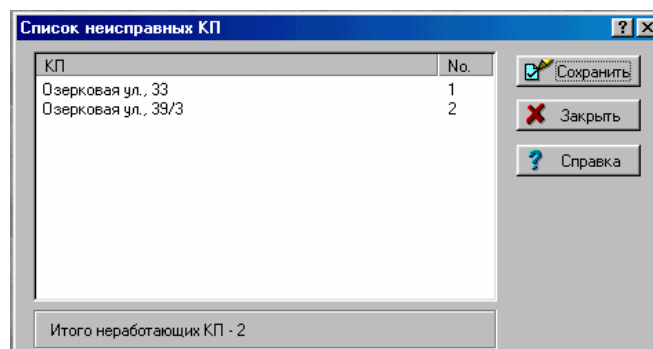 Список неисправных КП
КП No.
Озерковая ул., 33 1
Озерковая ул., 39/3 2
Итого неработающих КП - 2
Сохранить
Закрыть
Справка